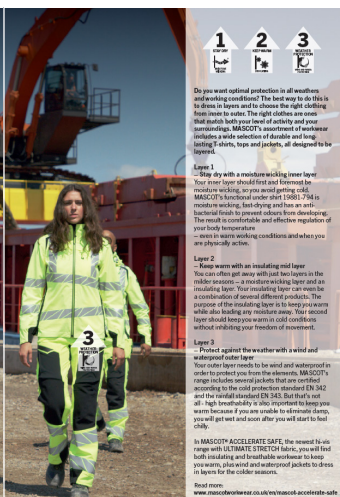 1
STAY DRY
2
KEEP WARM
3
WEATHER
PROTECTION
Do you want optimal protection in all weathers
and working conditions? The best way to do this is
to dress in layers and to choose the right clothing
from inner to outer. The right clothes are ones
that match both your level of activity and your
surroundings. MASCOT's assortment of workwear
includes a wide selection of durable and long-
lasting T-shirts, tops and jackets, all designed to be
layered.
Layer 1
– Stay dry with a moisture wicking inner layer
Your inner layer should first and foremost be
moisture wicking, so you avoid getting cold.
MASCOT's functional under shirt 19881-794 is
moisture wicking, fast-drying and has an anti-
bacterial finish to prevent odours from developing.
The result is comfortable and effective regulation of
your body temperature
– even in warm working conditions and when you
are physically active.
Layer 2
– Keep warm with an insulating mid layer
You can often get away with just two layers in the
milder seasons – a moisture wicking layer and an
insulating layer. Your insulating layer can even be
a combination of several different products. The
purpose of the insulating layer is to keep you warm
while also leading any moisture away. Your second
layer should keep you warm in cold conditions
without inhibiting your freedom of movement.
Layer 3
– Protect against the weather with a wind and
waterproof outer layer
Your outer layer needs to be wind and waterproof in
order to protect you from the elements. MASCOT's
range includes several jackets that are certified
according to the cold protection standard EN 342
and the rainfall standard EN 343. But that's not
all - high breathability is also important to keep you
warm because if you are unable to eliminate damp,
you will get wet and soon after you will start to feel
chilly.
In MASCOT® ACCELERATE SAFE, the newest hi-vis
range with ULTIMATE STRETCH fabric, you will find
both insulating and breathable workwear to keep
you warm, plus wind and waterproof jackets to dress
in layers for the colder seasons.
Read more:
www.mascotworkwear.co.uk/en/mascot-accelerate-safe
3
WEATHER
PROTECTION